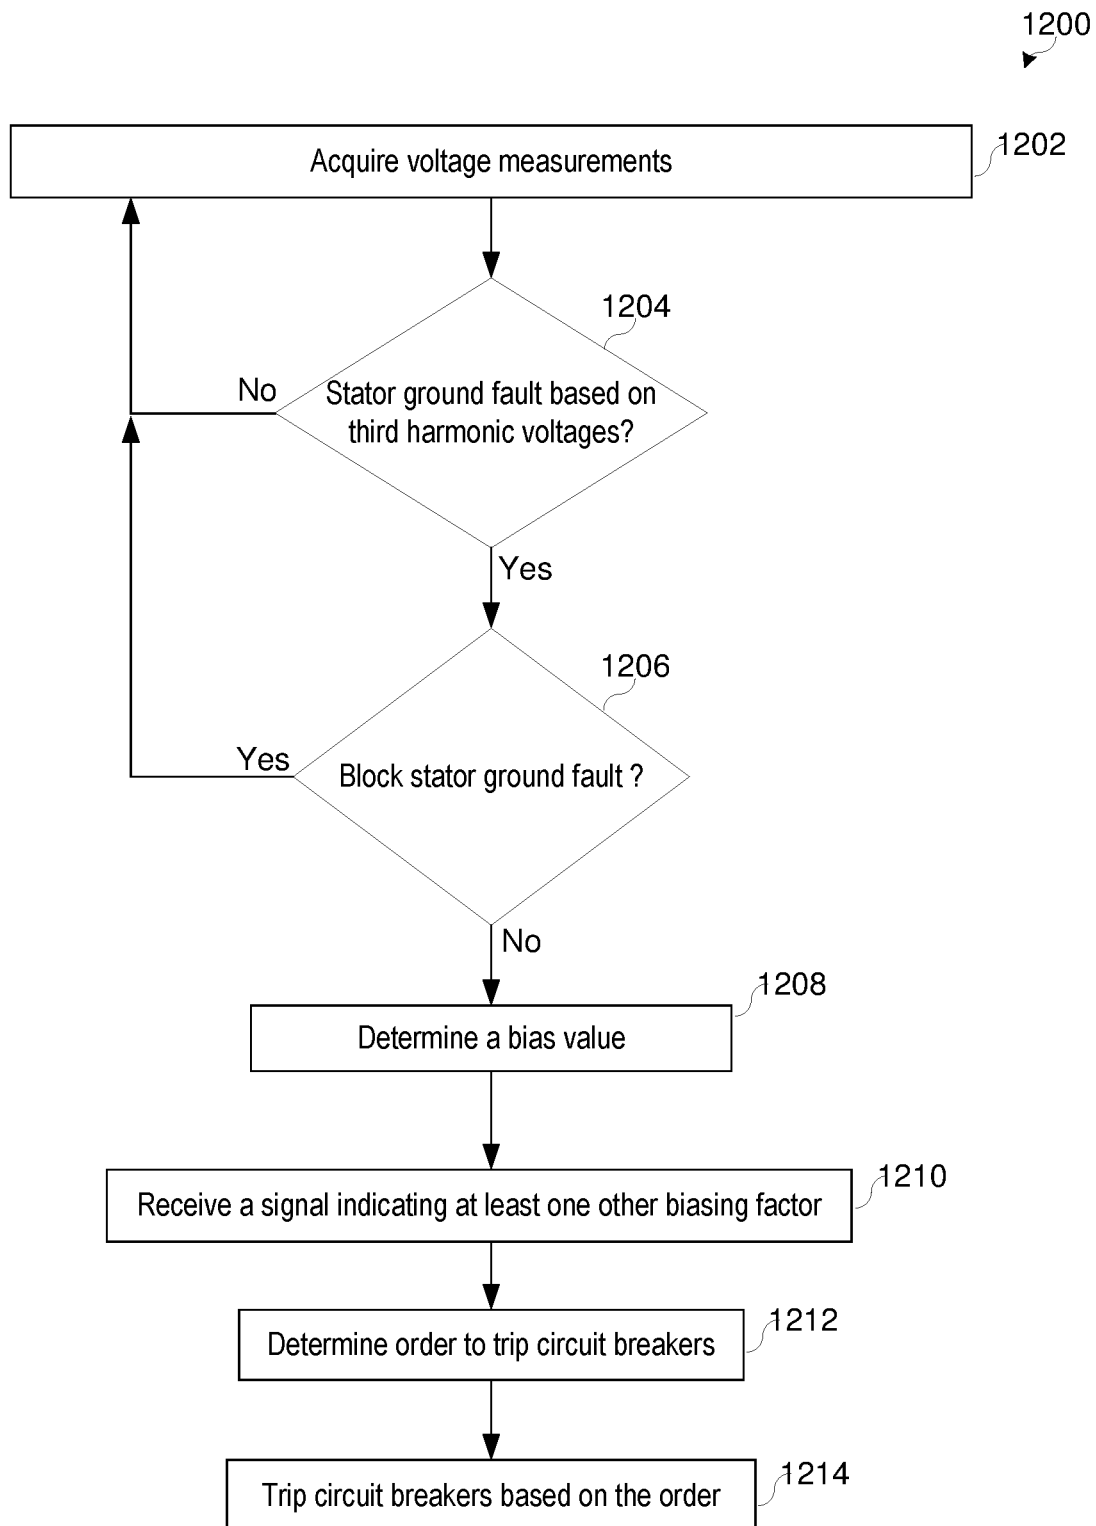 1200
Acquire voltage measurements
1202
1204
No
Stator ground fault based on
third harmonic voltages?
Yes
1206
Yes
Block stator ground fault ?
No
1208
Determine a bias value
1210
Receive a signal indicating at least one other biasing factor
1212
Determine order to trip circuit breakers
1214
Trip circuit breakers based on the order